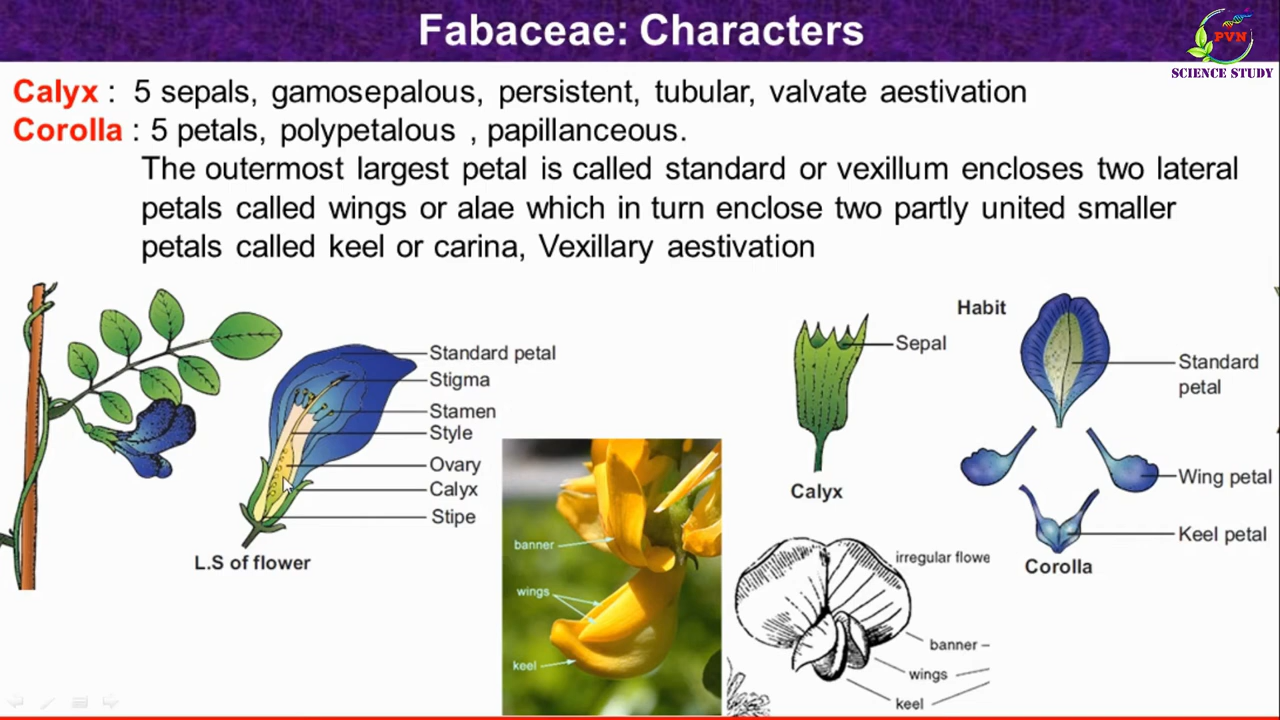 Fabaceae: Characters
PVN
SCIENCE STUDY
Calyx : 5 sepals, gamosepalous, persistent, tubular, valvate aestivation
Corolla : 5 petals, polypetalous , papillanceous.
The outermost largest petal is called standard or vexillum encloses two lateral
petals called wings or alae which in turn enclose two partly united smaller
petals called keel or carina, Vexillary aestivation
Standard petal
Stigma
Stamen
Style
Ovary
Calyx
Stipe
L.S of flower
banner
wings
keel
Sepal
Calyx
irregular flowe
banner
wings
keel
Habit
Standard
petal
Wing petal
Keel petal
Corolla